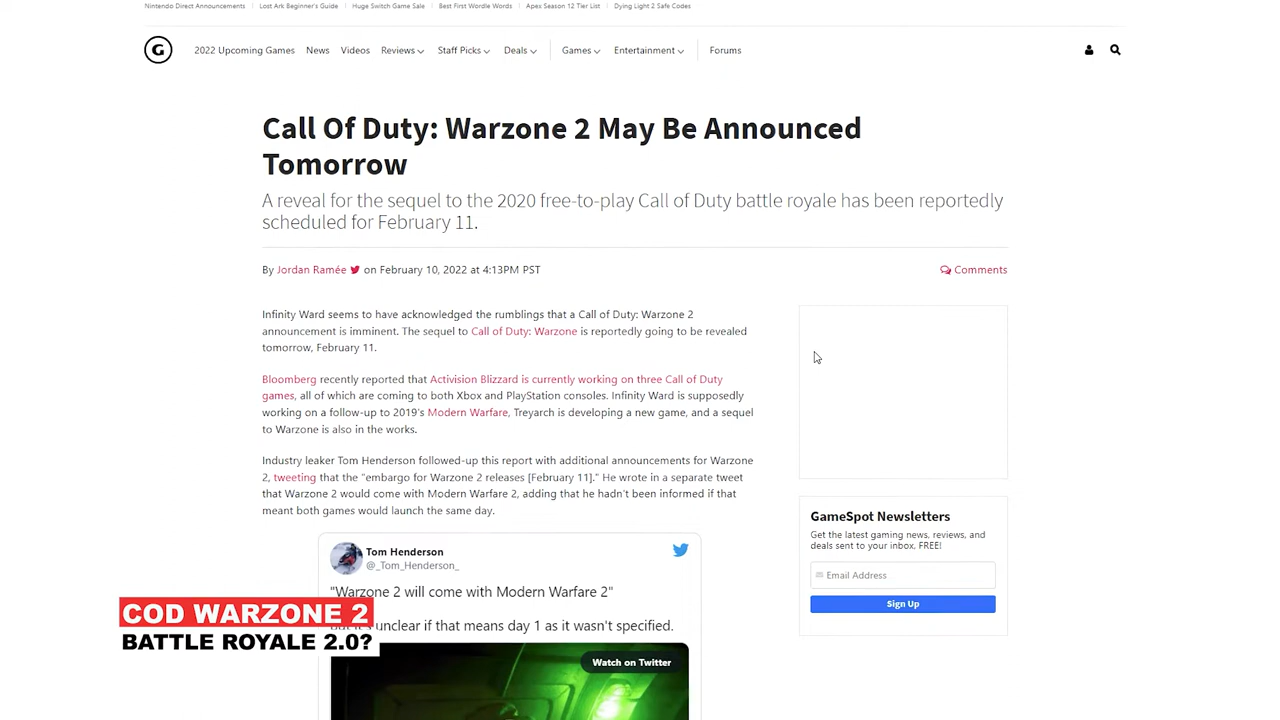 Nintendo Direct Announcements
Lost Ark Beginner's Guide
Huge Switch Game Sale
Best First Wordle Words
Apex Season 12 Tier List
Dying Light 2 Safe Codes
G
2022 Upcoming Games
News
Videos
Reviews
Staff Picks
Deals
Games
Entertainment
Forums
Call Of Duty: Warzone 2 May Be Announced
Tomorrow
A reveal for the sequel to the 2020 free-to-play Call of Duty battle royale has been reportedly
scheduled for February 11.
By Jordan Ramée on February 10, 2022 at 4:13PM PST
Comments
Infinity Ward seems to have acknowledged the rumblings that a Call of Duty: Warzone 2
announcement is imminent. The sequel to Call of Duty: Warzone is reportedly going to be revealed
tomorrow, February 11.
Bloomberg recently reported that Activision Blizzard is currently working on three Call of Duty
games, all of which are coming to both Xbox and PlayStation consoles. Infinity Ward is supposedly
working on a follow-up to 2019's Modern Warfare, Treyarch is developing a new game, and a sequel
to Warzone is also in the works.
Industry leaker Tom Henderson followed-up this report with additional announcements for Warzone
2, tweeting that the "embargo for Warzone 2 releases [February 11]." He wrote in a separate tweet
that Warzone 2 would come with Modern Warfare 2, adding that he hadn't been informed if that
meant both games would launch the same day.
GameSpot Newsletters
Get the latest gaming news, reviews, and
deals sent to your inbox, FREE!
Email Address
Sign Up
Tom Henderson
@_Tom_Henderson_
"Warzone 2 will come with Modern Warfare 2"
unclear if that means day 1 as it wasn't specified.
Watch on Twitter
COD WARZONE 2
BATTLE ROYALE 2.0?